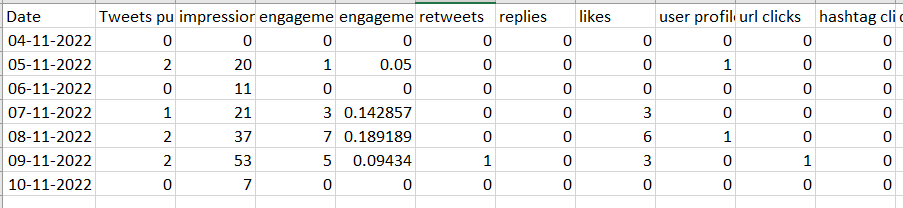 Date Tweets pu impression engageme engageme retweets replies likes user profile url clicks hashtag cli
04-11-2022 0 0 0 0 0 0 0 0 0 0
05-11-2022 2 20 1 0.05 0 0 0 1 0 0
06-11-2022 0 11 0 0 0 0 0 0 0 0
07-11-2022 1 21 3 0.142857 0 0 3 0 0 0
08-11-2022 2 37 7 0.189189 0 0 6 1 0 0
09-11-2022 2 53 5 0.09434 1 0 3 0 1 0
10-11-2022 0 7 0 0 0 0 0 0 0 0